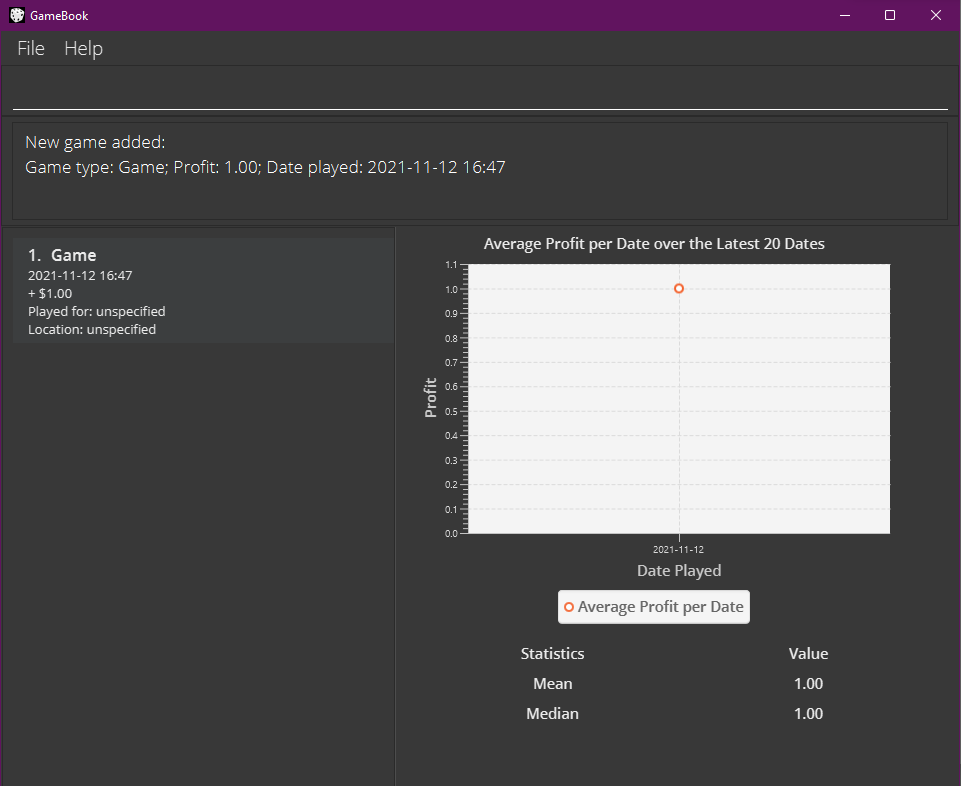 GameBook
File Help
New game added:
Game type: Game; Profit: 1.00; Date played: 2021-11-12 16:47
1. Game
2021-11-12 16:47
+ $1.00
Played for: unspecified
Location: unspecified
Average Profit per Date over the Latest 20 Dates
1.1
1.0
0.9
0.8
0.7
0.6
0.5
0.4
0.3
0.2
0.1
0.0
Profit
2021-11-12
Date Played
Average Profit per Date
Statistics Value
Mean 1.00
Median 1.00